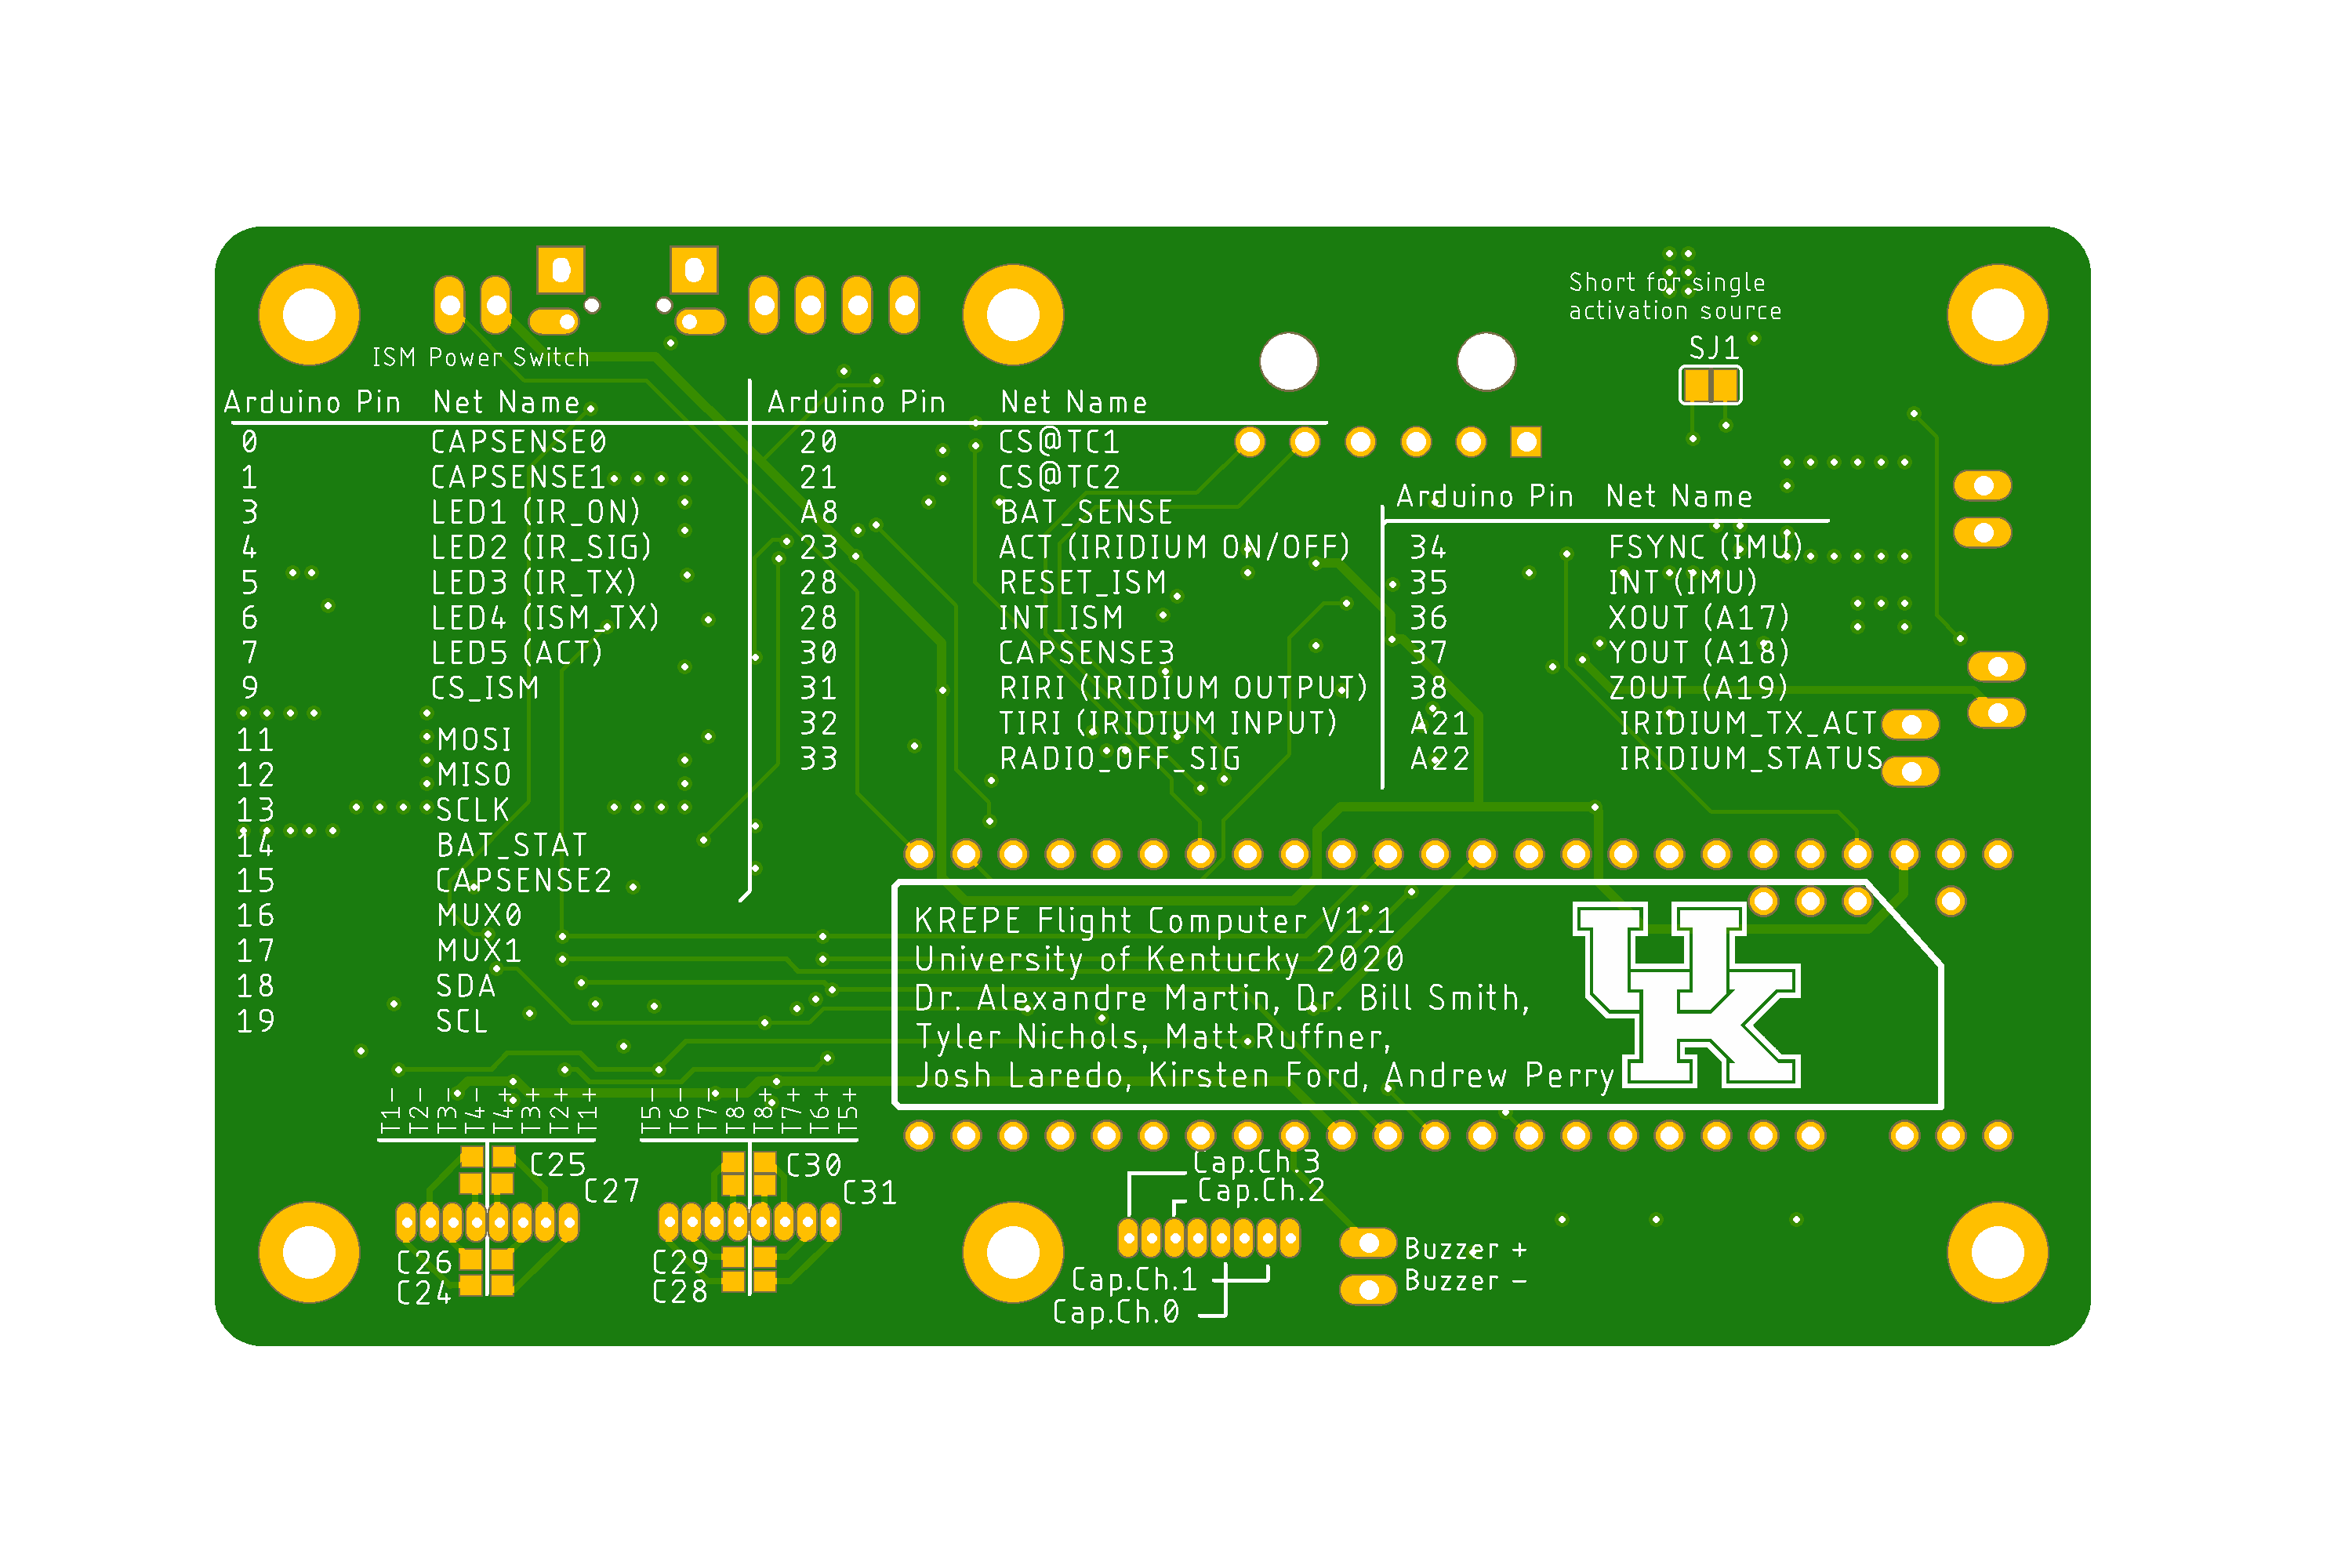 Short for single
activation source
SJ1
ISM Power Switch
Arduino Pin Net Name
0 CAPSENSE0
1 CAPSENSE1
3 LED1 (IR_ON)
4 LED2 (IR_SIG)
5 LED3 (IR_TX)
6 LED4 (ISM_TX)
7 LED5 (ACT)
9 CS_ISM
11 MOSI
12 MISO
13 SCLK
14 BAT_STAT
15 CAPSENSE2
16 MUX0
17 MUX1
18 SDA
19 SCL
Arduino Pin Net Name
20 CS@TC1
21 CS@TC2
A8 BAT_SENSE
23 ACT (IRIDIUM ON/OFF)
28 RESET_ISM
28 INT_ISM
30 CAPSENSE3
31 RIRI (IRIDIUM OUTPUT)
32 TIRI (IRIDIUM INPUT)
33 RADIO_OFF_SIG
Arduino Pin Net Name
34 FSYNC (IMU)
35 INT (IMU)
36 XOUT (A17)
37 YOUT (A18)
38 ZOUT (A19)
A21 IRIDIUM_TX_ACT
A22 IRIDIUM_STATUS
KREPE Flight Computer V1.1
University of Kentucky 2020
Dr. Alexandre Martin, Dr. Bill Smith,
Tyler Nichols, Matt Ruffner,
Josh Laredo, Kirsten Ford, Andrew Perry
UK
T1- T2- T3- T4- T4+ T3+ T2+ T1+
T5- T6- T7- T8- T8+ T7+ T6+ T5+
C25
C27
C26
C24
C30
C31
C29
C28
Cap.Ch.3
Cap.Ch.2
Cap.Ch.1
Cap.Ch.0
Buzzer +
Buzzer -